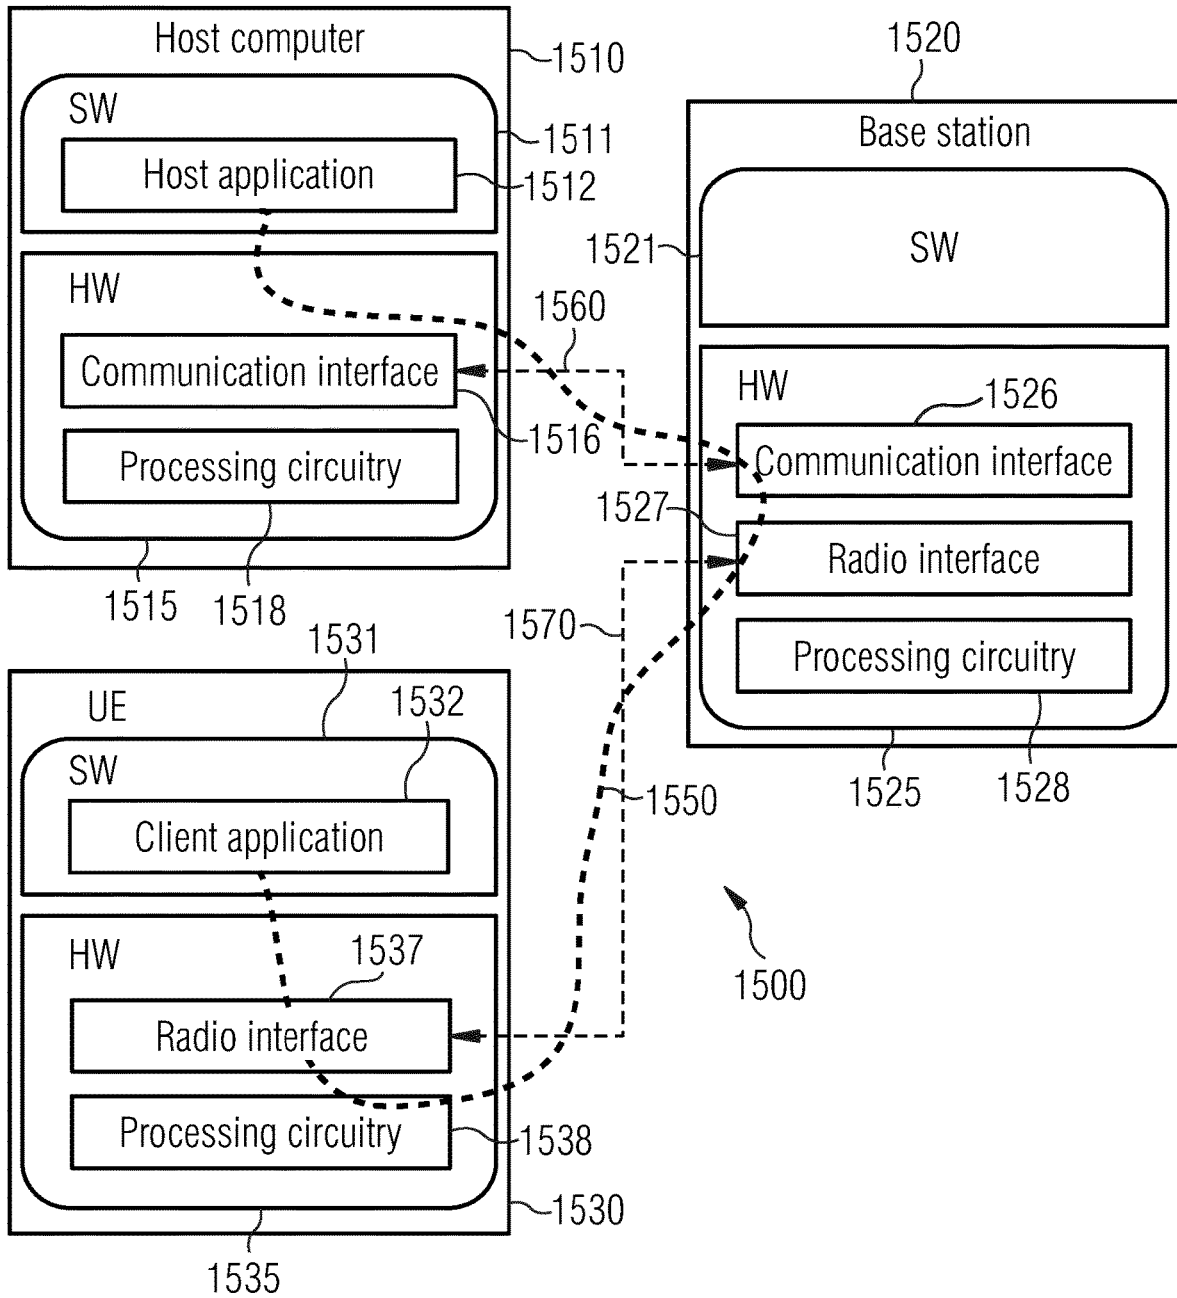 Host computer
1510
SW
1511
Host application
1512
HW
Communication interface
1516
Processing circuitry
1515
1518
1560
1520
Base station
1521
SW
HW
1526
Communication interface
1527
Radio interface
1570
Processing circuitry
1525
1528
1550
1531
UE
1532
SW
Client application
HW
1537
Radio interface
Processing circuitry
1538
1530
1535
1500